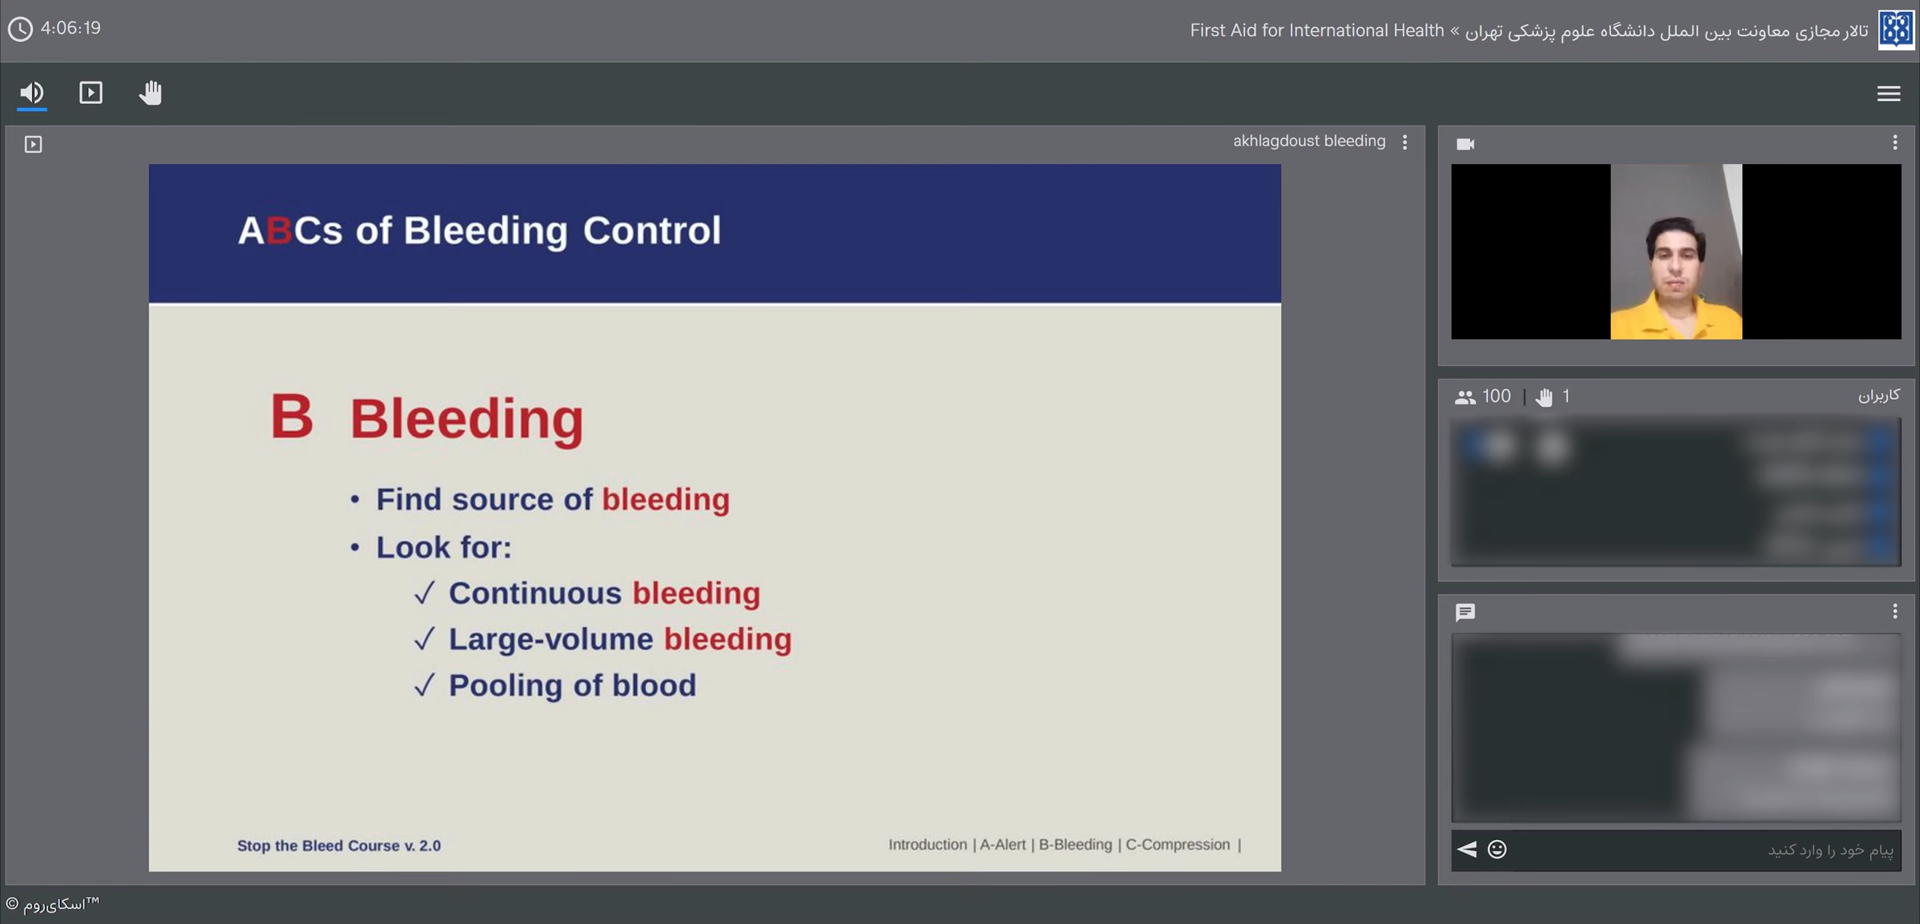 4:06:19
تالار مجازی معاونت بین الملل دانشگاه علوم پزشکی تهران » First Aid for International Health
akhlagdoust bleeding
ABCs of Bleeding Control
B Bleeding
• Find source of bleeding
• Look for:
✓ Continuous bleeding
✓ Large-volume bleeding
✓ Pooling of blood
Stop the Bleed Course v. 2.0
Introduction | A-Alert | B-Bleeding | C-Compression |
100 | 1
کاربران
پیام خود را وارد کنید
© اسکای‌روم™